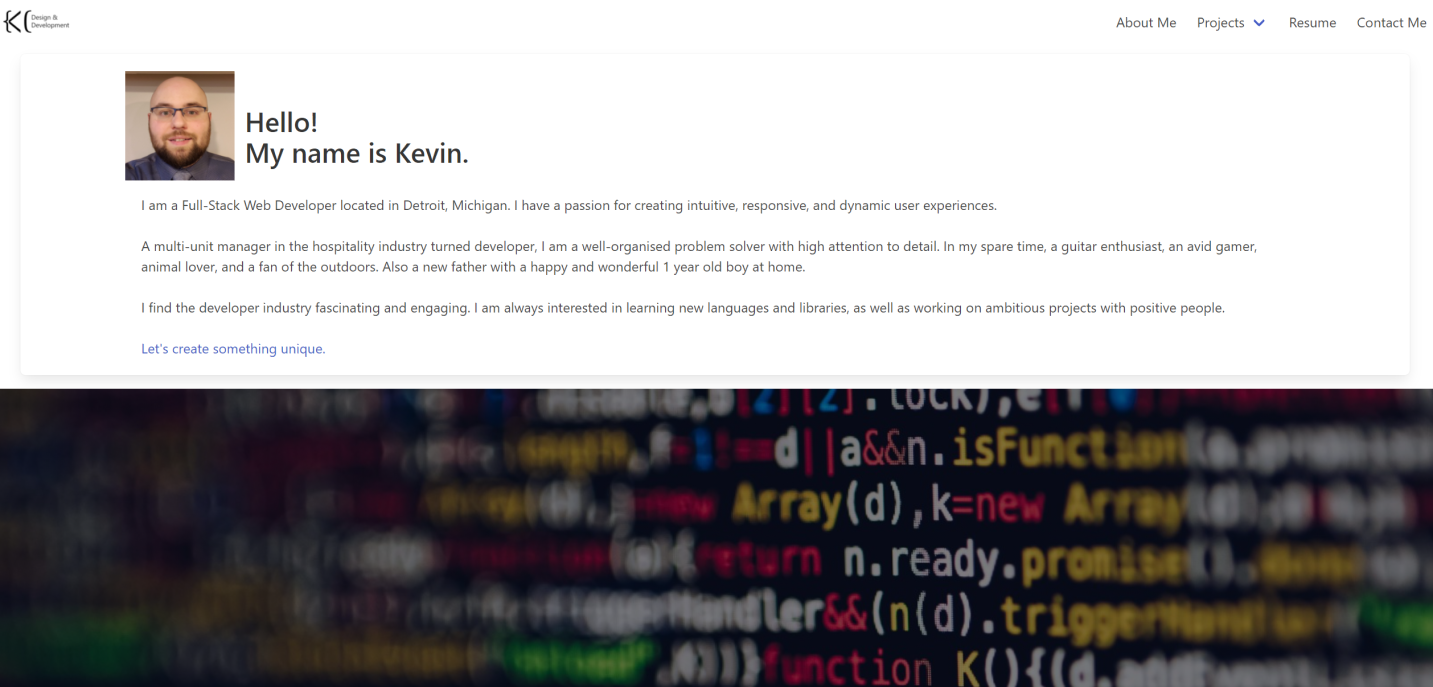 Design &
Development
About Me Projects Resume Contact Me
Hello!
My name is Kevin.
I am a Full-Stack Web Developer located in Detroit, Michigan. I have a passion for creating intuitive, responsive, and dynamic user experiences.
A multi-unit manager in the hospitality industry turned developer, I am a well-organised problem solver with high attention to detail. In my spare time, a guitar enthusiast, an avid gamer,
animal lover, and a fan of the outdoors. Also a new father with a happy and wonderful 1 year old boy at home.
I find the developer industry fascinating and engaging. I am always interested in learning new languages and libraries, as well as working on ambitious projects with positive people.
Let's create something unique.
d||a&&n.isFunction(
new Array(d),k=new Array(d)
return n.ready.promise().
&&(n(d).triggerHandler
function K(){(d.